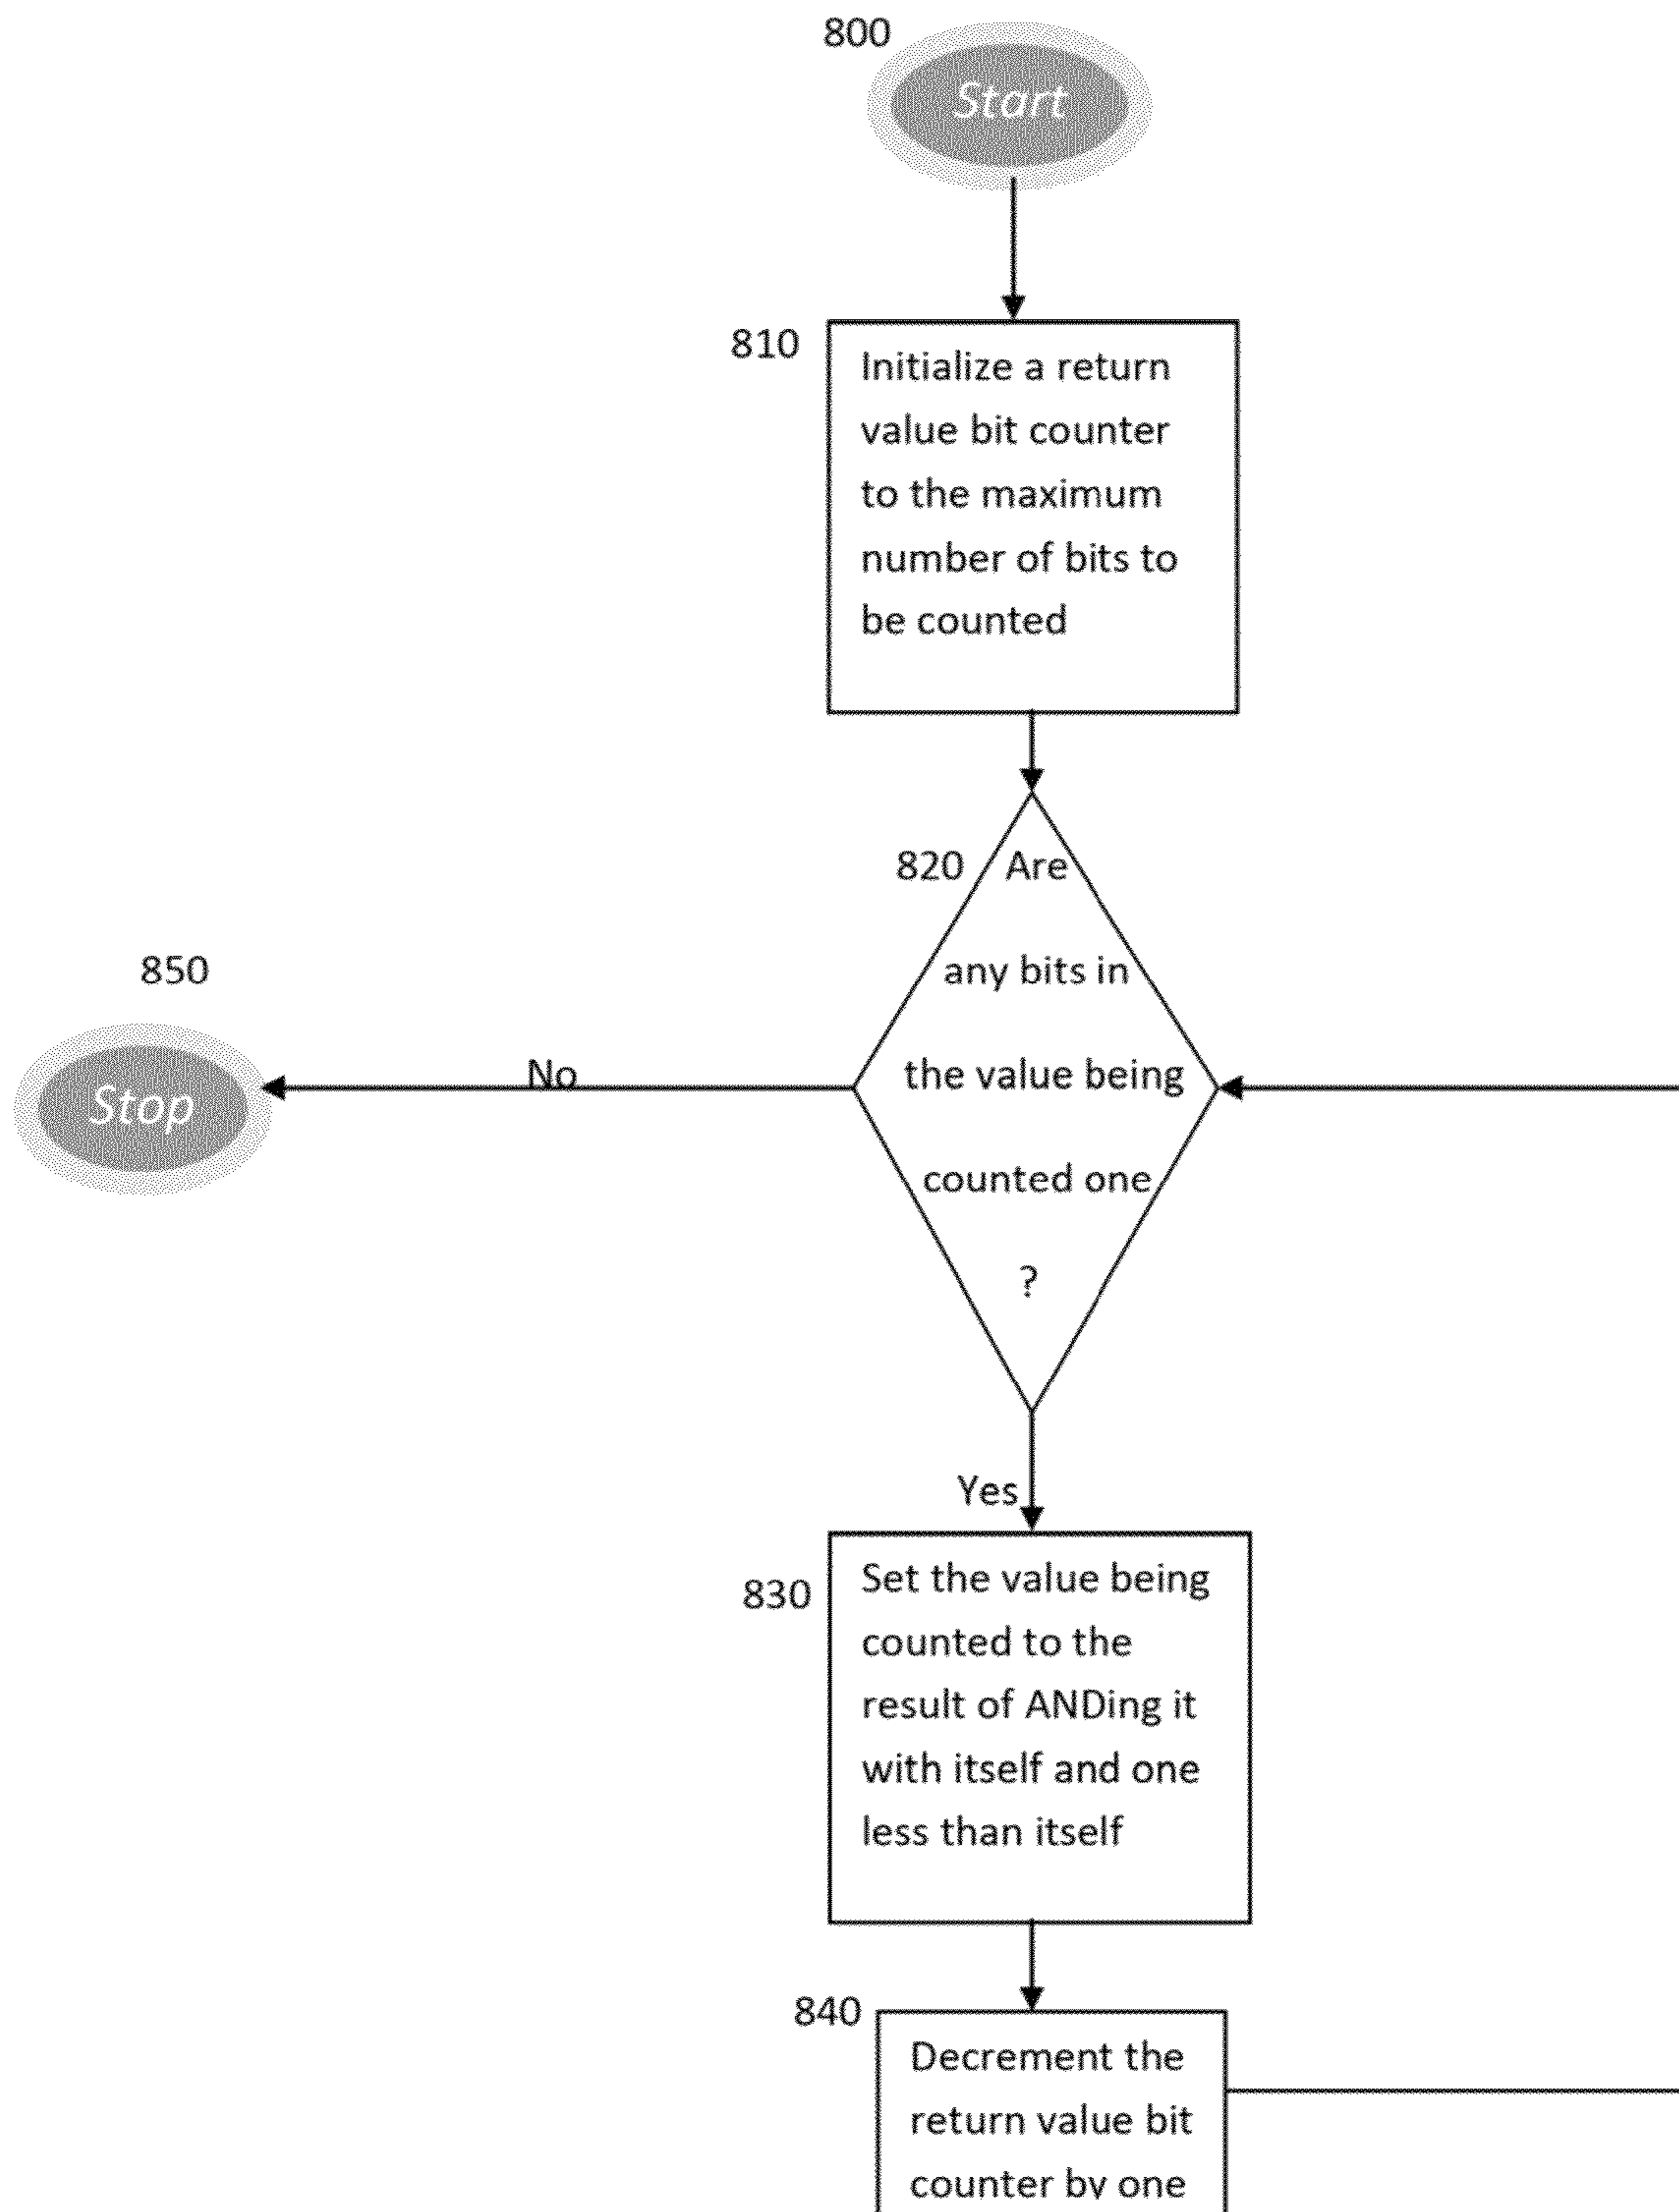 800
Start
810
Initialize a return
value bit counter
to the maximum
number of bits to
be counted
820
Are
any bits in
the value being
counted one
?
850
Stop
No
Yes
830
Set the value being
counted to the
result of ANDing it
with itself and one
less than itself
840
Decrement the
return value bit
counter by one